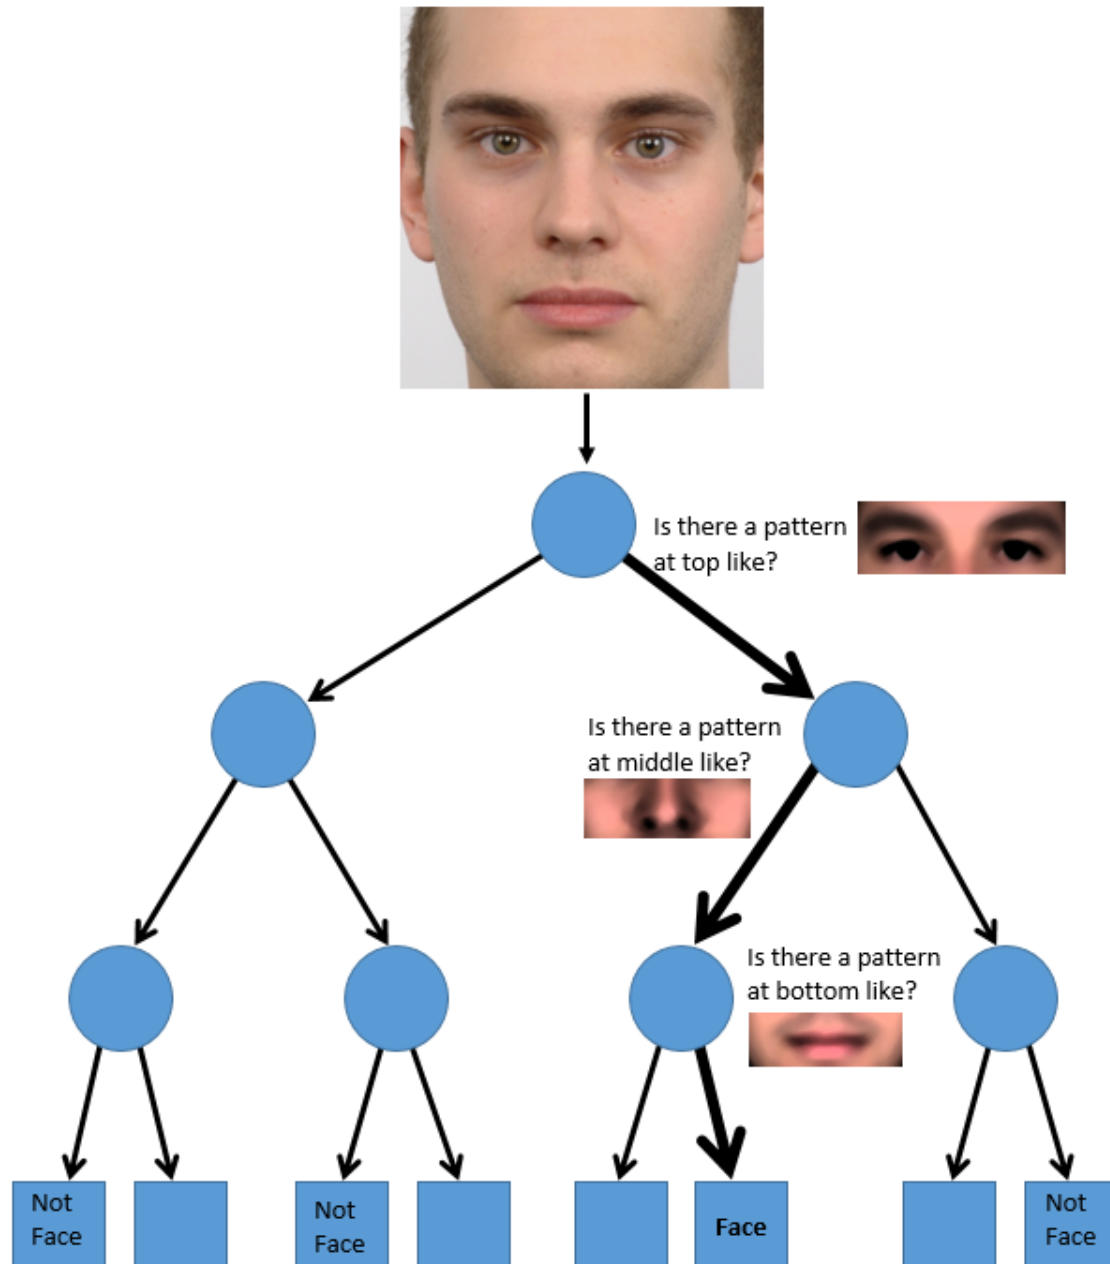 Is there a pattern
at top like?
Is there a pattern
at middle like?
Is there a pattern
at bottom like?
Not
Face
Not
Face
Face
Not
Face